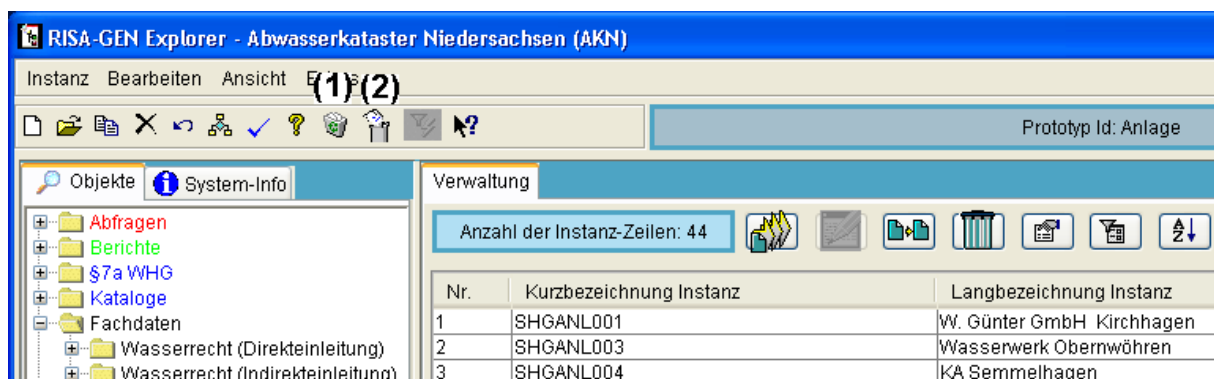 RISA-GEN Explorer - Abwasserkataster Niedersachsen (AKN)
Instanz Bearbeiten Ansicht
(1) (2)
Prototyp Id: Anlage
Objekte System-Info Verwaltung
Abfragen
Anzahl der Instanz-Zeilen: 44
Berichte
§7a WHG
Kataloge
Nr. Kurzbezeichnung Instanz Langbezeichnung Instanz
Fachdaten
1 SHGANL001 W. Günter GmbH Kirchhagen
Wasserrecht (Direkteinleitung)
2 SHGANL003 Wasserwerk Obernwöhren
Wasserrecht (Indirekteinleitung)
3 SHGANL004 KA Semmelhagen